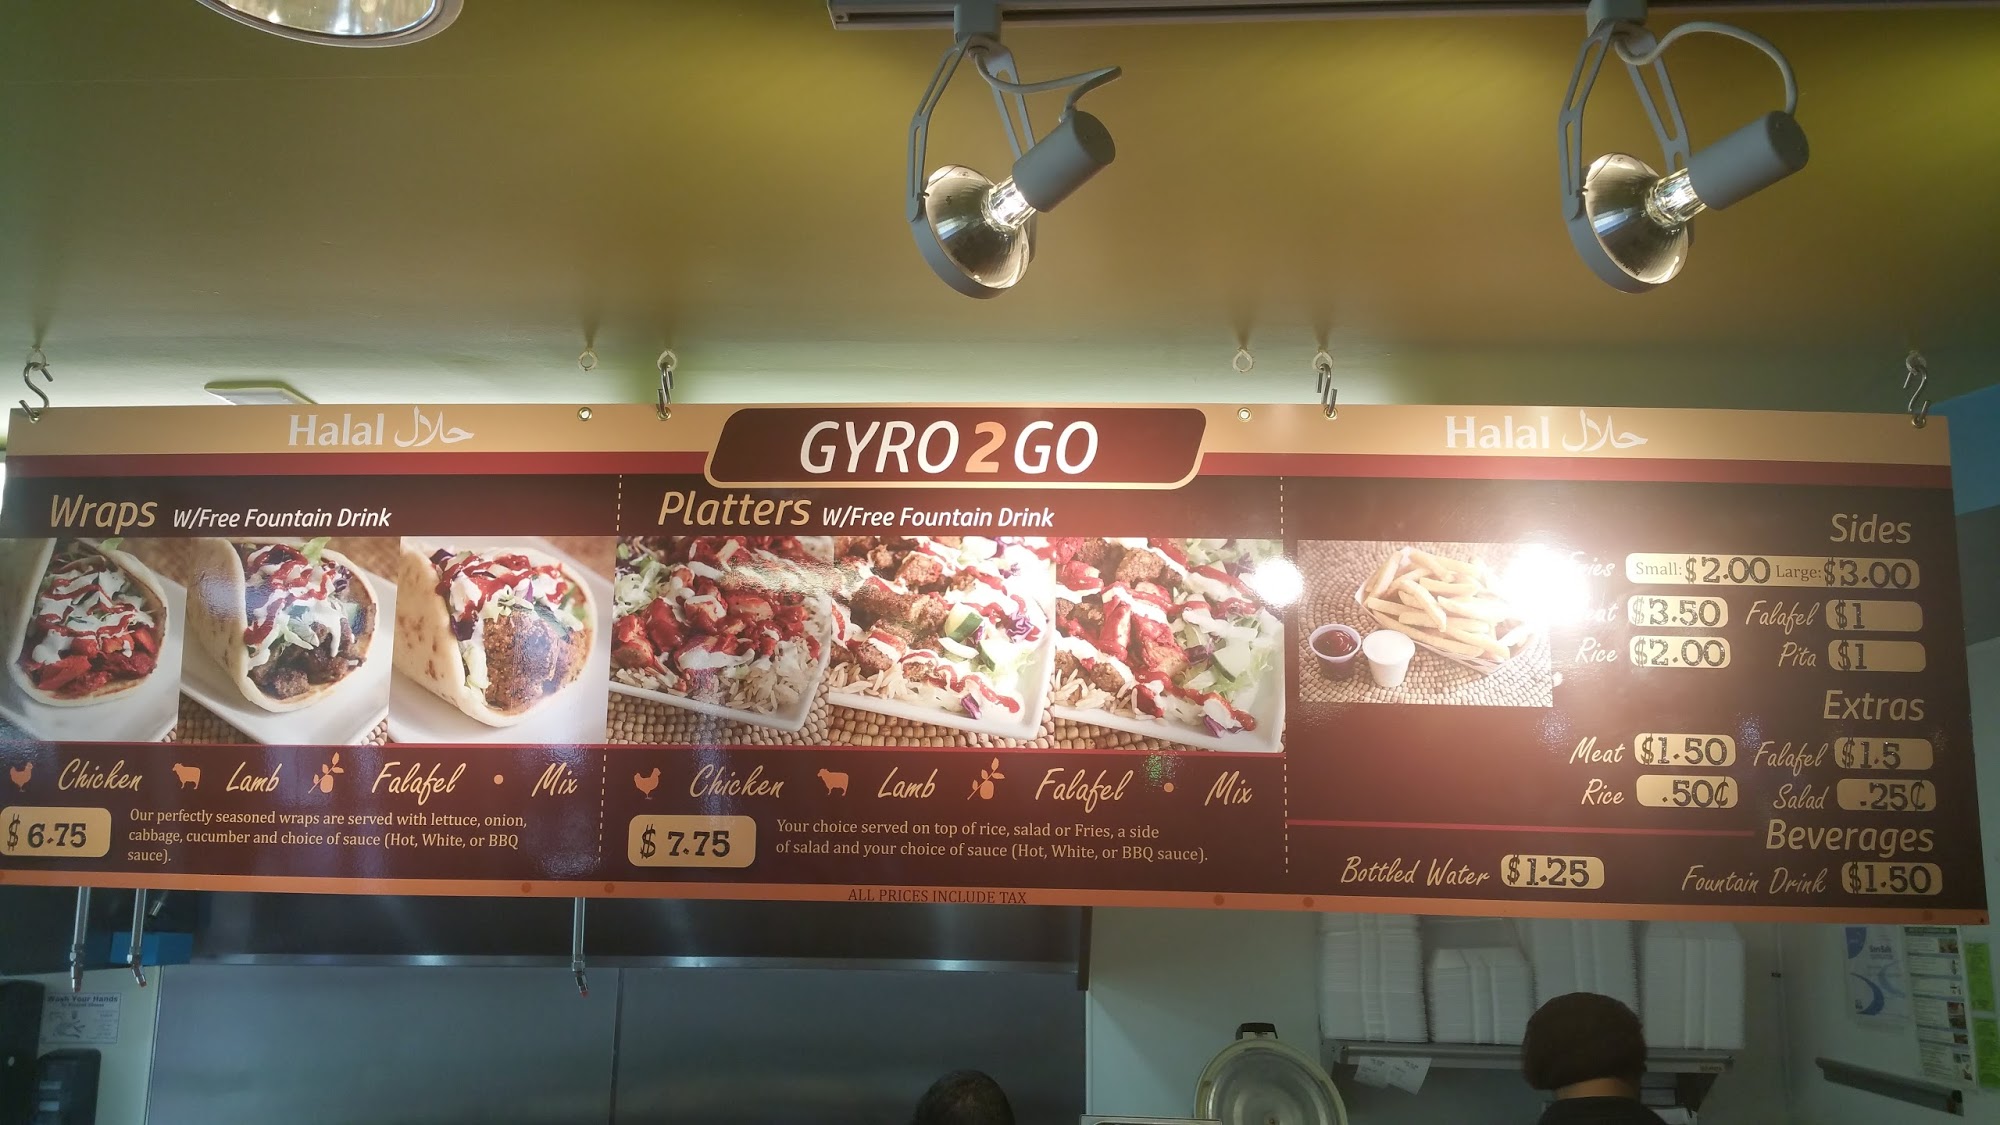 Halal حلال
GYRO 2 GO
Halal حلال
Wraps W/Free Fountain Drink
Chicken Lamb Falafel • Mix
$ 6.75
Our perfectly seasoned wraps are served with lettuce, onion,
cabbage, cucumber and choice of sauce (Hot, White, or BBQ
sauce).
Platters W/Free Fountain Drink
Chicken Lamb Falafel • Mix
$ 7.75
Your choice served on top of rice, salad or Fries, a side
of salad and your choice of sauce (Hot, White, or BBQ sauce).
Sides
Small: $2.00 Large: $3.00
$3.50 Falafel $1
Rice $2.00 Pita $1
Extras
Meat $1.50 Falafel $1.5
Rice .50¢ Salad .25¢
Beverages
Bottled Water $1.25 Fountain Drink $1.50
ALL PRICES INCLUDE TAX
Wash Your Hands